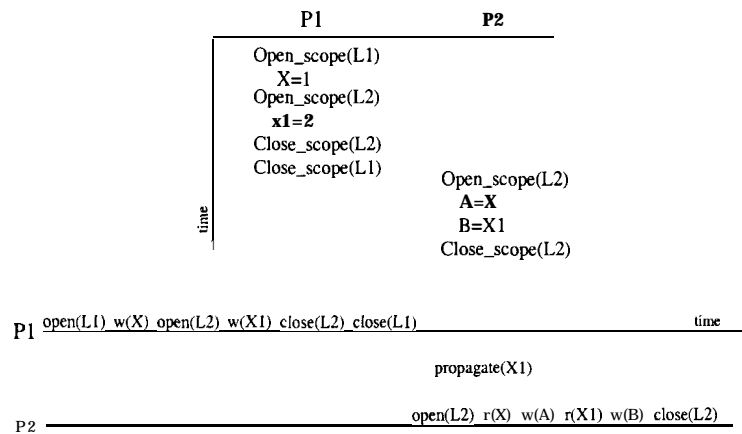 P1 P2
Open_scope(L1)
X=1
Open_scope(L2)
x1=2
Close_scope(L2)
Close_scope(L1)
Open_scope(L2)
A=X
B=X1
Close_scope(L2)
time
P1 open(L1) w(X) open(L2) w(X1) close(L2) close(L1) time
propagate(X1)
open(L2) r(X) w(A) r(X1) w(B) close(L2)
P2